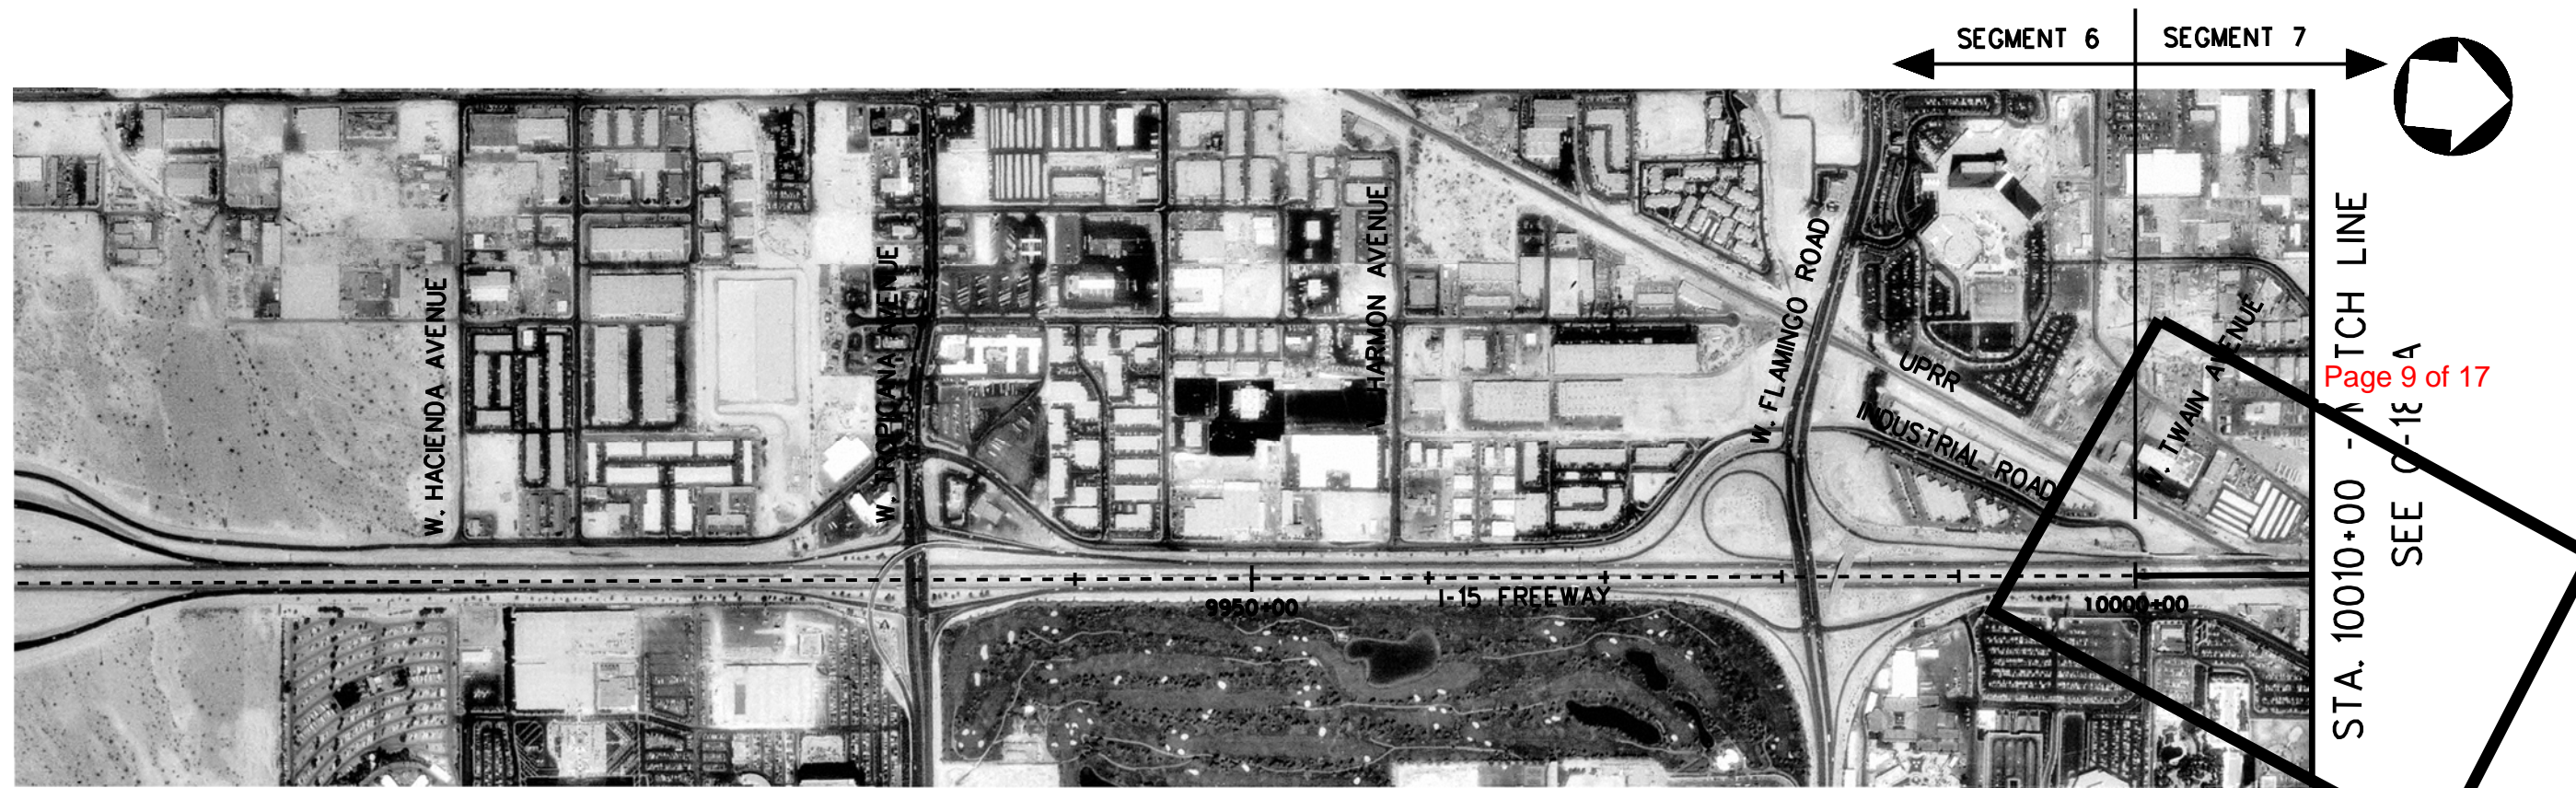 SEGMENT 6
SEGMENT 7
W. HACIENDA AVENUE
W. TROPICANA AVENUE
HARMON AVENUE
W. FLAMINGO ROAD
UPRR
INDUSTRIAL ROAD
W. TWAIN AVENUE
9950+00
I-15 FREEWAY
10000+00
STA. 10010+00 - MATCH LINE
SEE
Page 9 of 17